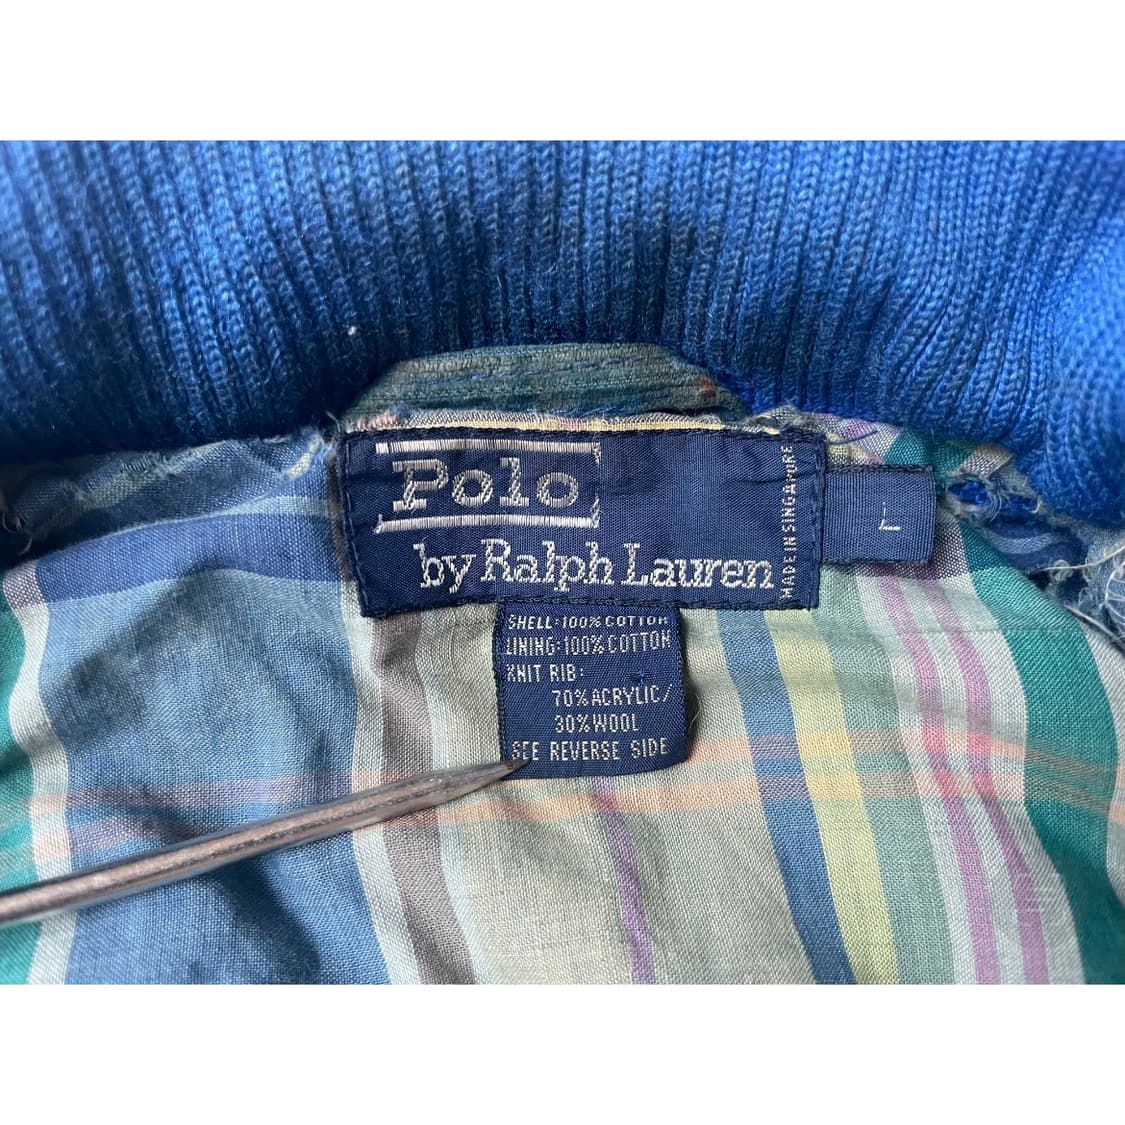 Polo
by Ralph Lauren
MADE IN SINGAPORE
L
SHELL: 100% COTTON
LINING: 100% COTTON
KNIT RIB:
70% ACRYLIC/
30% WOOL
SEE REVERSE SIDE